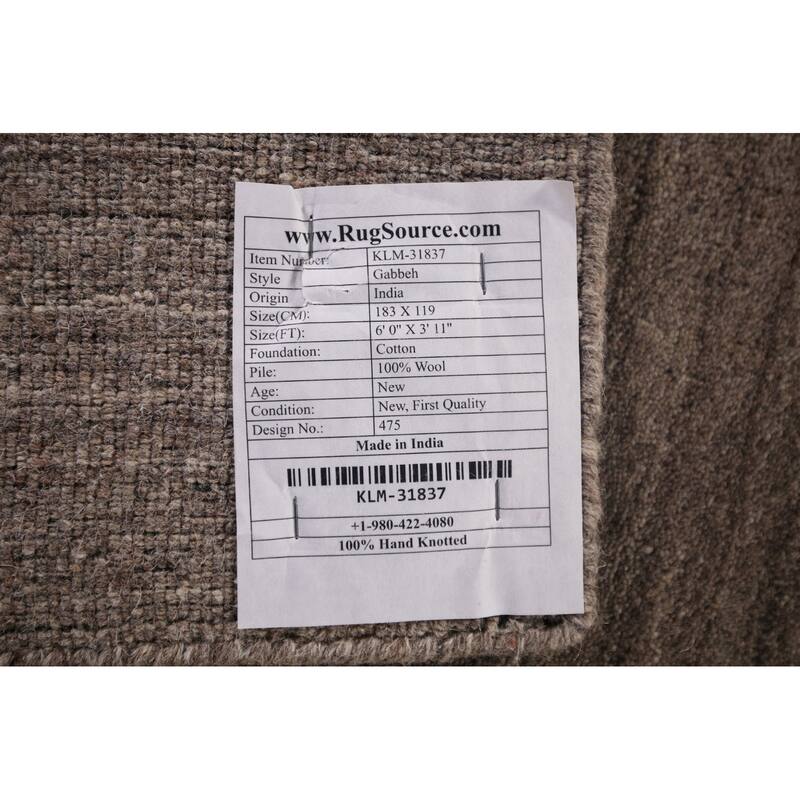 www.RugSource.com
Item Number: KLM-31837
Style Gabbeh
Origin India
Size(CM): 183 X 119
Size(FT): 6' 0" X 3' 11"
Foundation: Cotton
Pile: 100% Wool
Age: New
Condition: New, First Quality
Design No.: 475
Made in India
KLM-31837
+1-980-422-4080
100% Hand Knotted